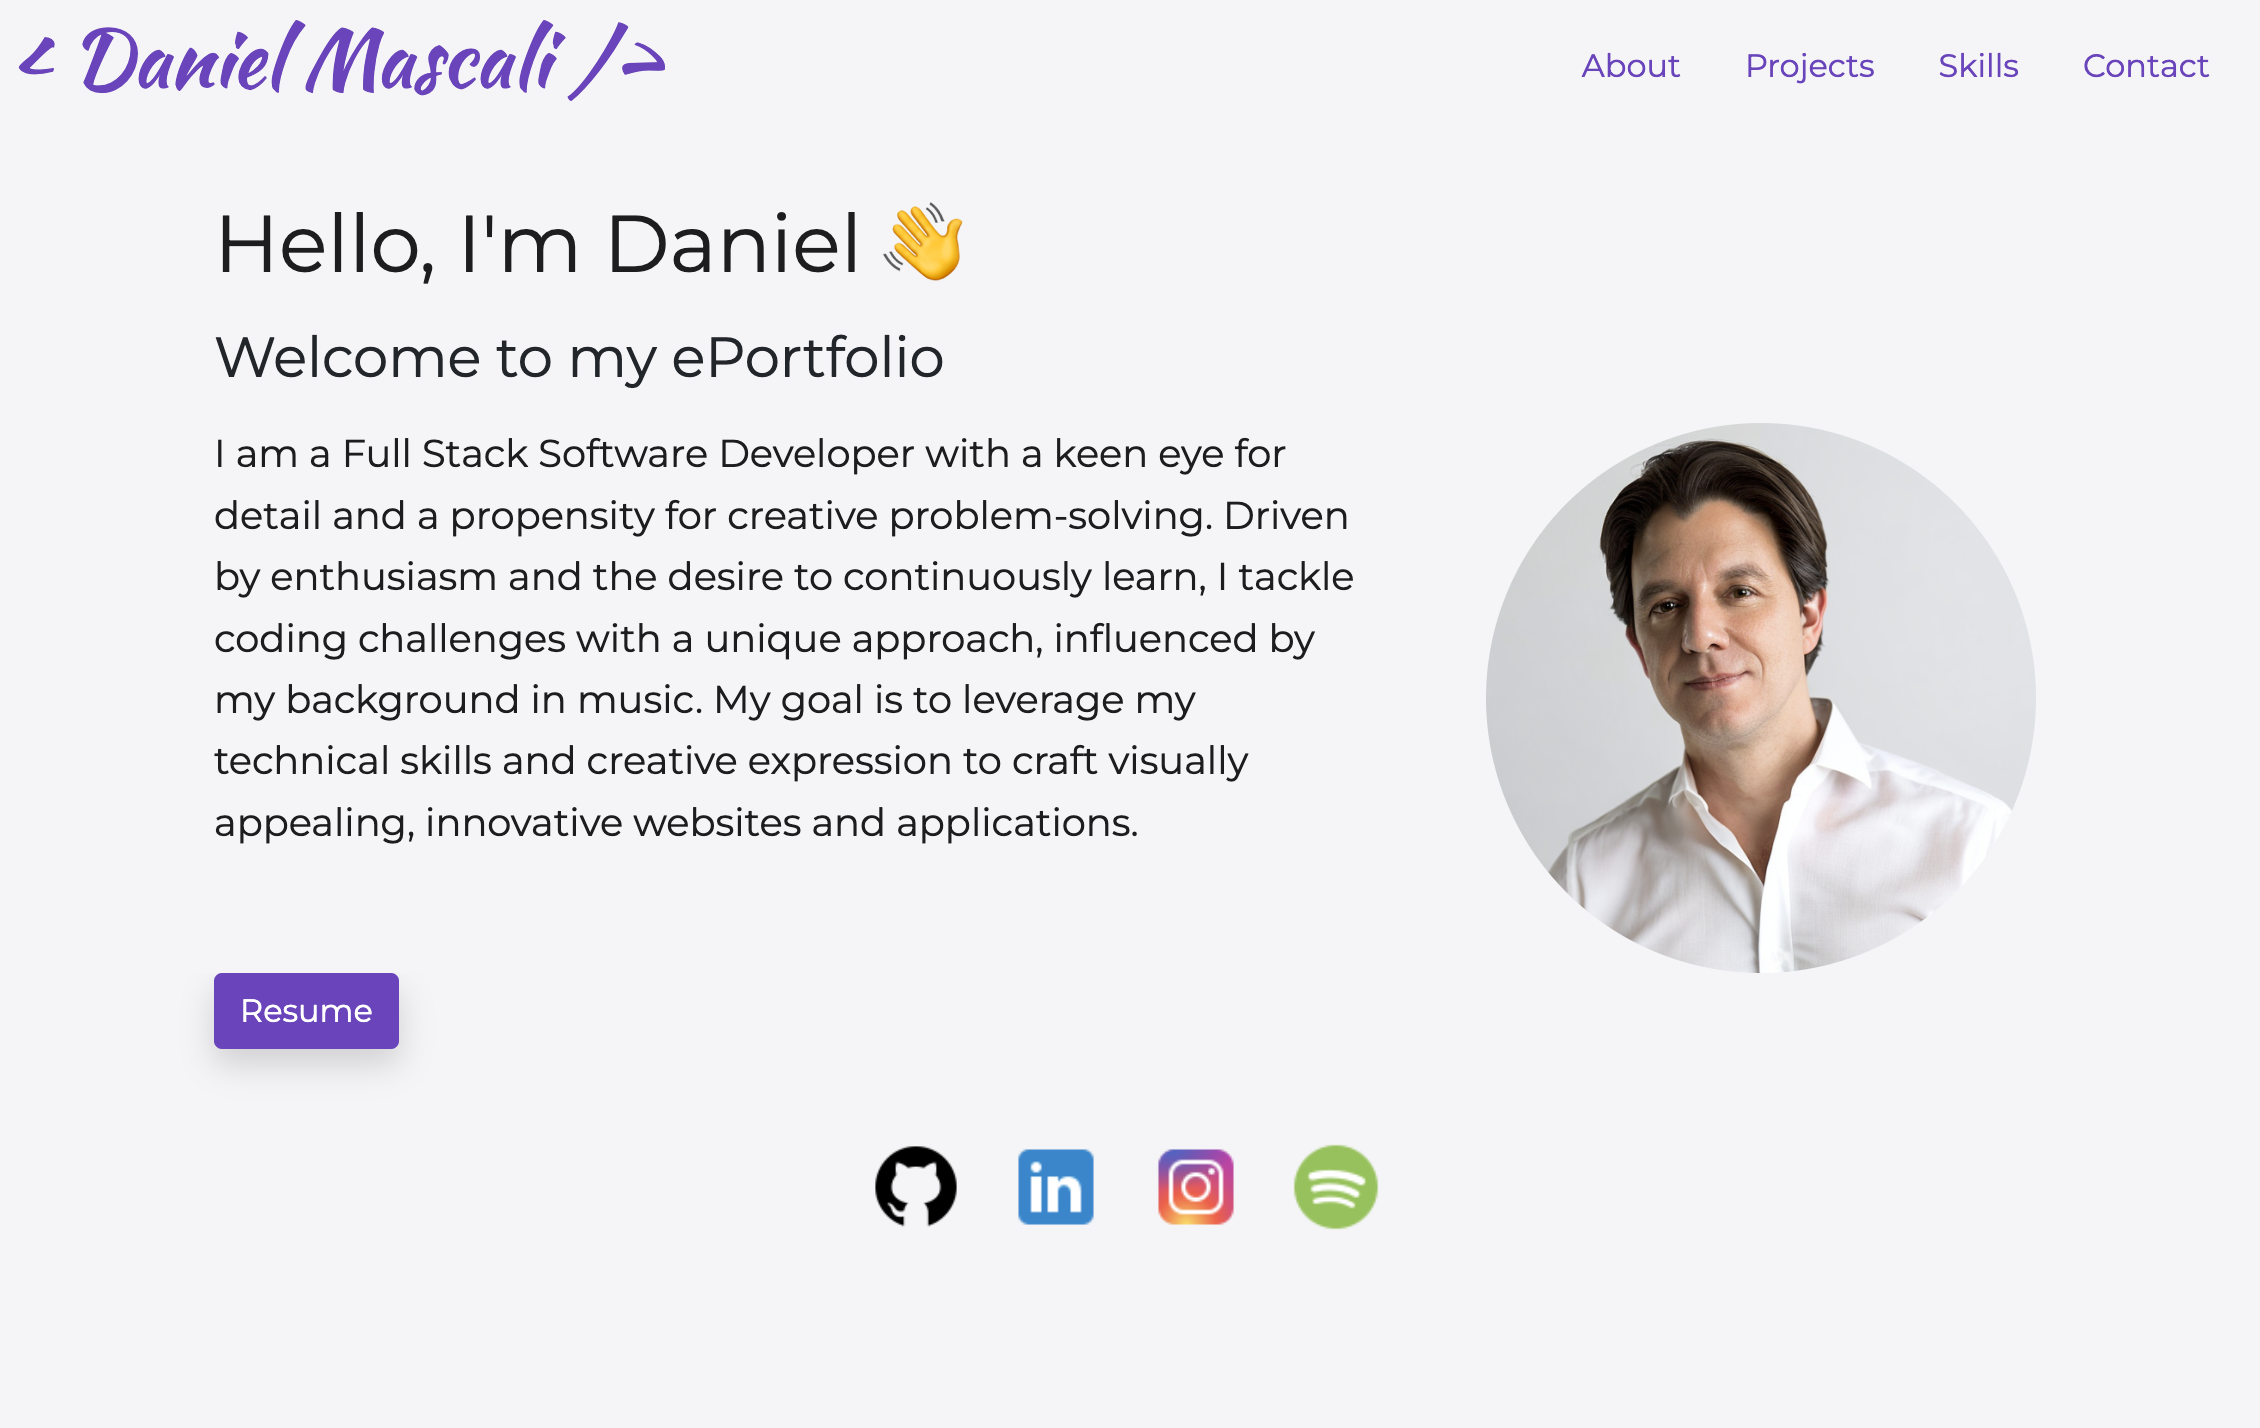 < Daniel Mascali />
About Projects Skills Contact
Hello, I'm Daniel 👋
Welcome to my ePortfolio
I am a Full Stack Software Developer with a keen eye for
detail and a propensity for creative problem-solving. Driven
by enthusiasm and the desire to continuously learn, I tackle
coding challenges with a unique approach, influenced by
my background in music. My goal is to leverage my
technical skills and creative expression to craft visually
appealing, innovative websites and applications.
Resume
in